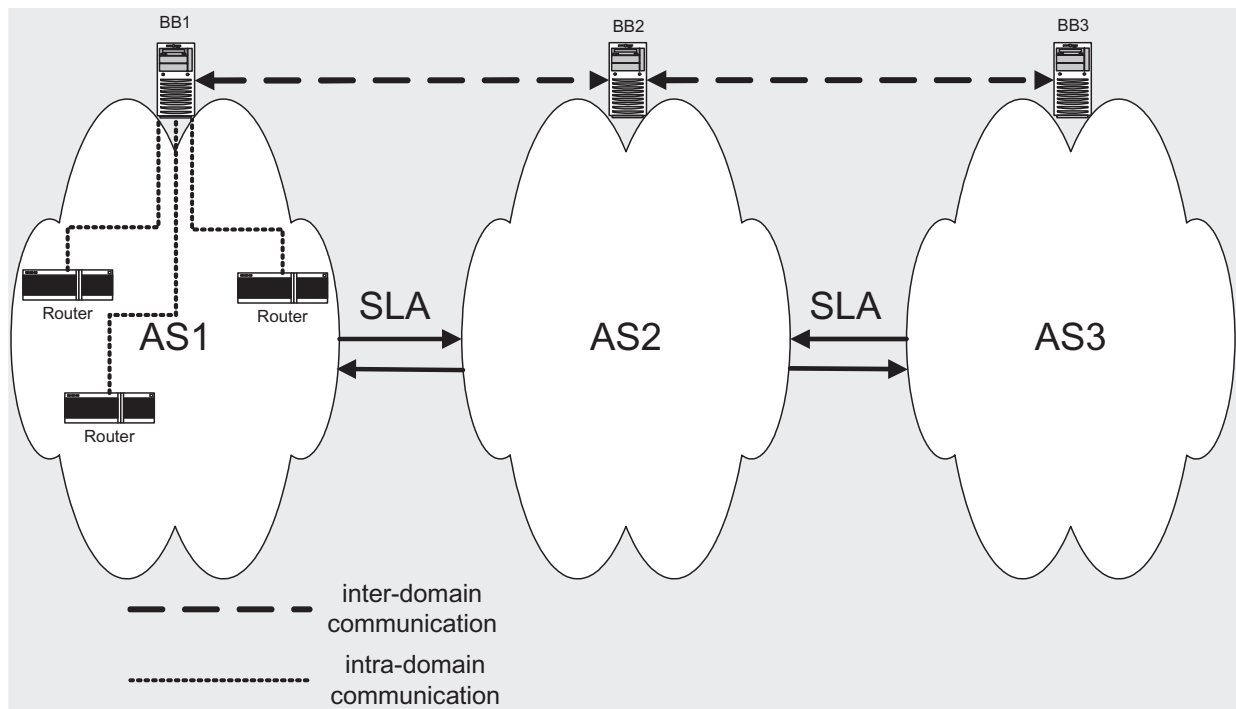 BB1
BB2
BB3
Router
Router
SLA
SLA
AS1
AS2
AS3
Router
inter-domain
communication
intra-domain
communication